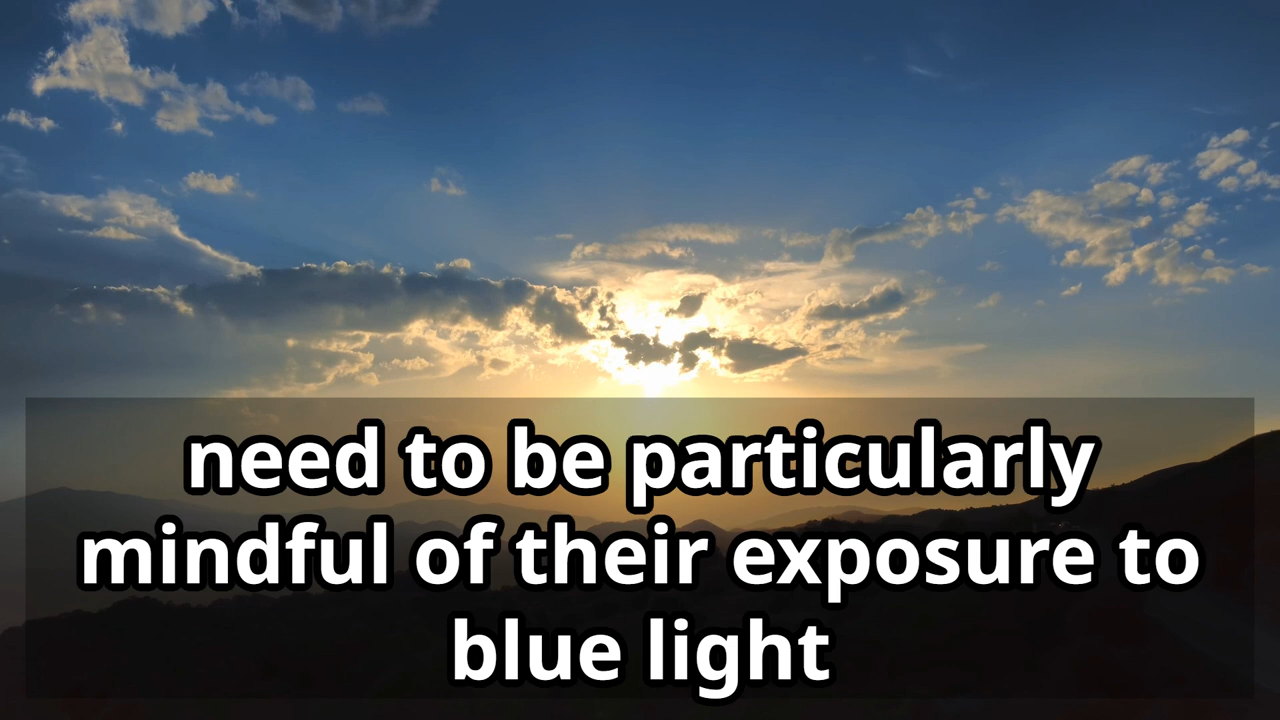 need to be particularly
mindful of their exposure to
blue light